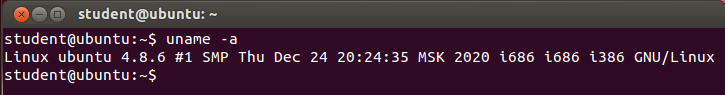 student@ubuntu: ~
student@ubuntu:~$ uname -a
Linux ubuntu 4.8.6 #1 SMP Thu Dec 24 20:24:35 MSK 2020 i686 i686 i386 GNU/Linux
student@ubuntu:~$